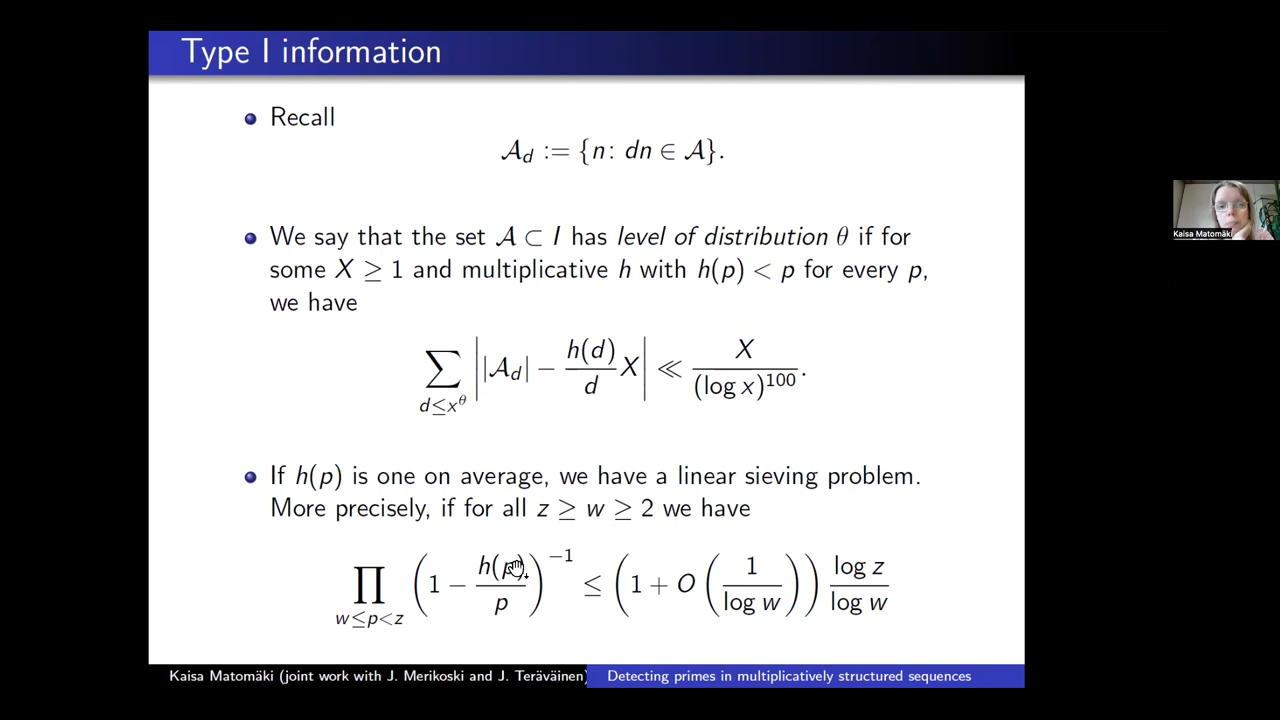 Type I information
Recall
𝒜_d := {n: dn ∈ 𝒜}.
We say that the set 𝒜 ⊂ I has level of distribution θ if for
some X ≥ 1 and multiplicative h with h(p) < p for every p,
we have
∑_{d≤x^θ} | |𝒜_d| − h(d)/d X | ≪ X/(log x)^{100}.
If h(p) is one on average, we have a linear sieving problem.
More precisely, if for all z ≥ w ≥ 2 we have
∏_{w≤p<z} (1 − h(p)/p)^{−1} ≤ (1 + O(1/log w)) log z/log w
Kaisa Matomäki (joint work with J. Merikoski and J. Teräväinen) Detecting primes in multiplicatively structured sequences
Kaisa Matomäki